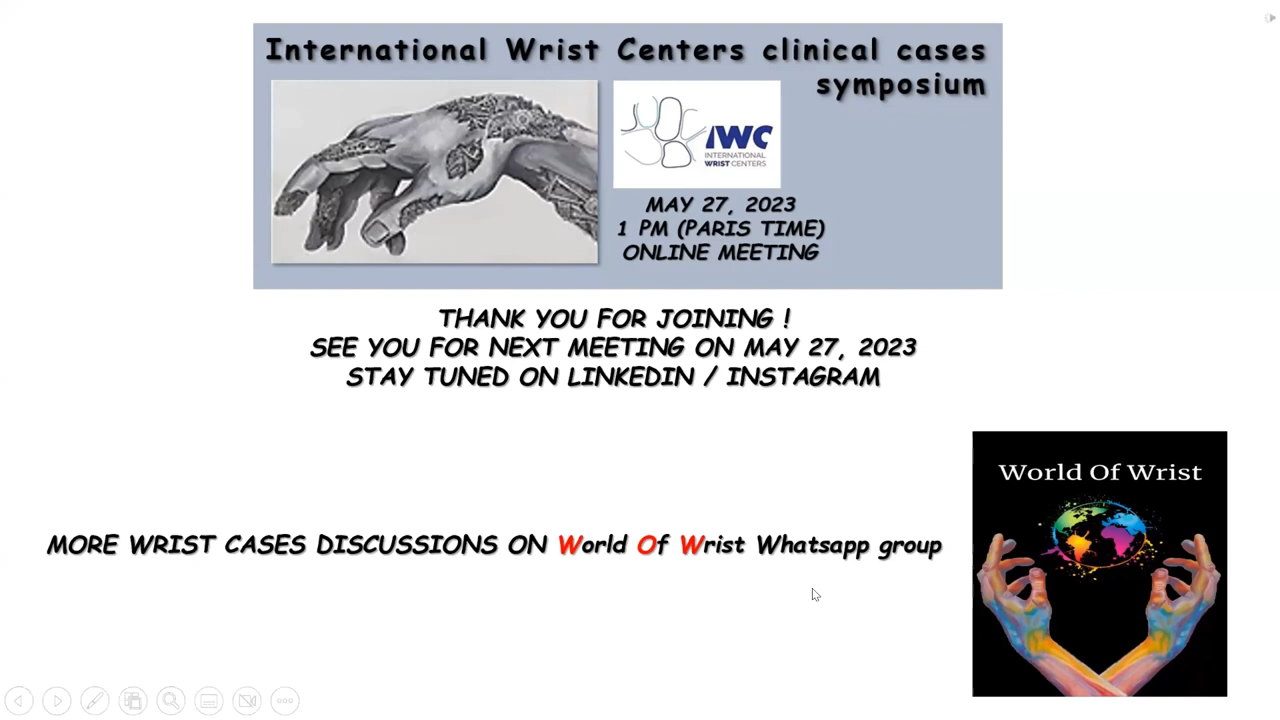 International Wrist Centers clinical cases
symposium
IWC
INTERNATIONAL
WRIST CENTERS
MAY 27, 2023
1 PM (PARIS TIME)
ONLINE MEETING
THANK YOU FOR JOINING !
SEE YOU FOR NEXT MEETING ON MAY 27, 2023
STAY TUNED ON LINKEDIN / INSTAGRAM
World Of Wrist
MORE WRIST CASES DISCUSSIONS ON World Of Wrist Whatsapp group